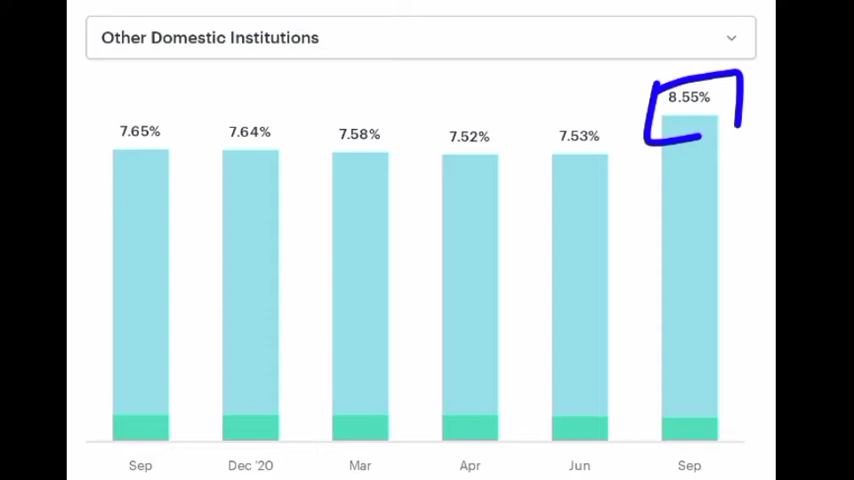 Other Domestic Institutions
7.65% 7.64% 7.58% 7.52% 7.53% 8.55%
Sep Dec '20 Mar Apr Jun Sep